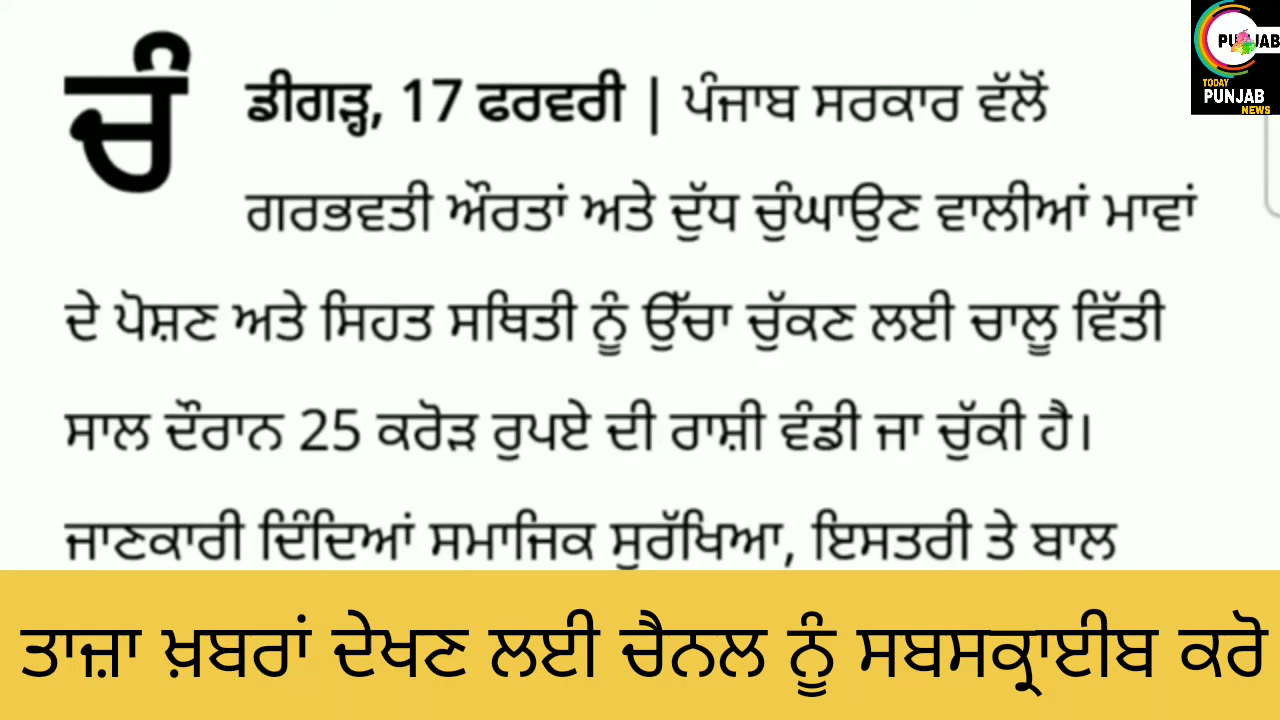 ਚੰਡੀਗੜ੍ਹ, 17 ਫਰਵਰੀ | ਪੰਜਾਬ ਸਰਕਾਰ ਵੱਲੋਂ
ਗਰਭਵਤੀ ਔਰਤਾਂ ਅਤੇ ਦੁੱਧ ਚੁੰਘਾਉਣ ਵਾਲੀਆਂ ਮਾਵਾਂ
ਦੇ ਪੋਸ਼ਣ ਅਤੇ ਸਿਹਤ ਸਥਿਤੀ ਨੂੰ ਉੱਚਾ ਚੁੱਕਣ ਲਈ ਚਾਲੂ ਵਿੱਤੀ
ਸਾਲ ਦੌਰਾਨ 25 ਕਰੋੜ ਰੁਪਏ ਦੀ ਰਾਸ਼ੀ ਵੰਡੀ ਜਾ ਚੁੱਕੀ ਹੈ।
ਜਾਣਕਾਰੀ ਦਿੰਦਿਆਂ ਸਮਾਜਿਕ ਸੁਰੱਖਿਆ, ਇਸਤਰੀ ਤੇ ਬਾਲ
ਤਾਜ਼ਾ ਖ਼ਬਰਾਂ ਦੇਖਣ ਲਈ ਚੈਨਲ ਨੂੰ ਸਬਸਕ੍ਰਾਈਬ ਕਰੋ
PUNJAB
TODAY
PUNJAB
NEWS